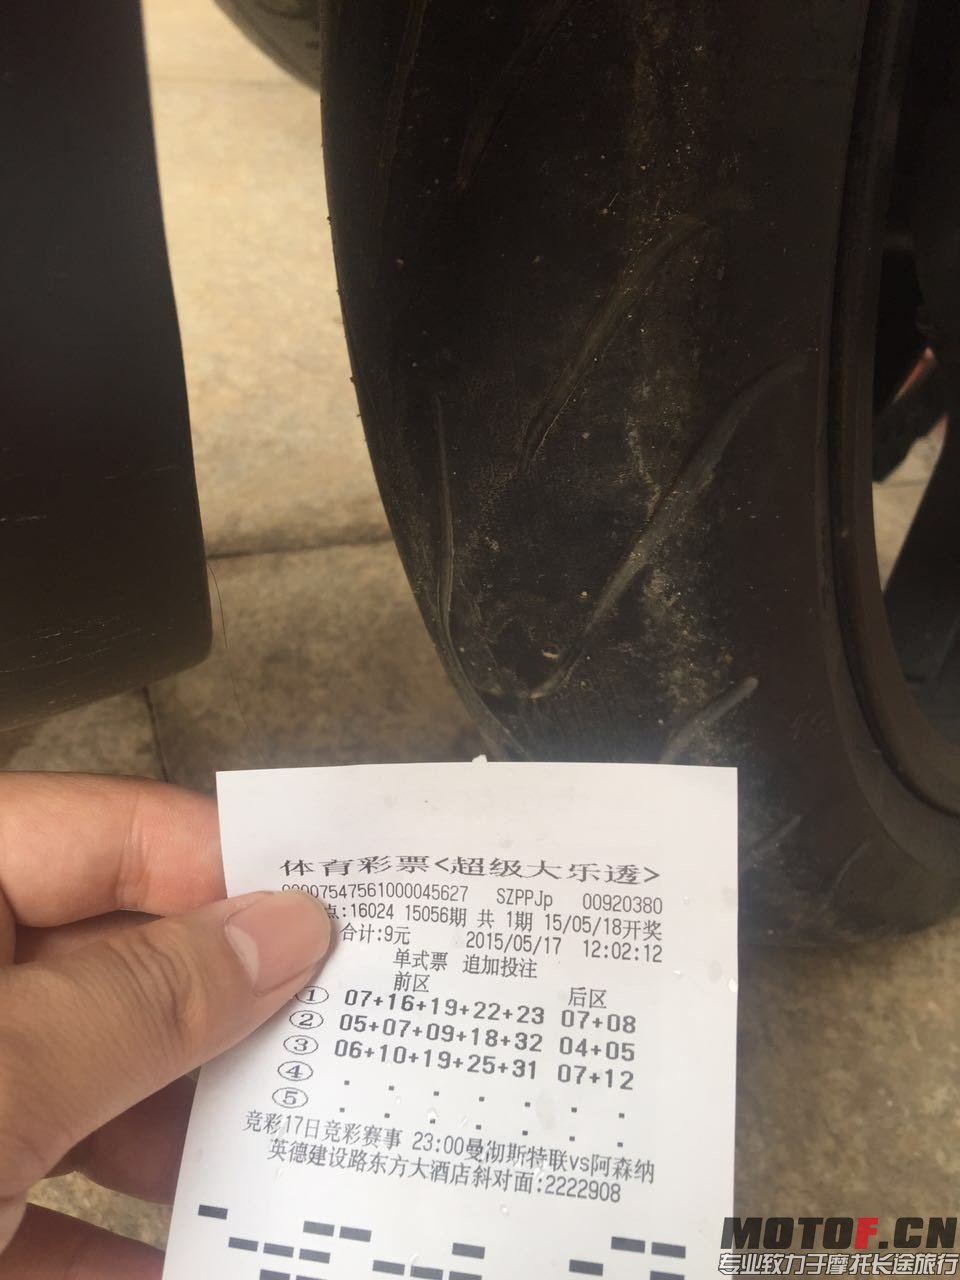 体育彩票<超级大乐透>
00007547561000045627 SZPPJp 00920380
点:16024 15056期 共 1期 15/05/18开奖
合计:9元 2015/05/17 12:02:12
单式票 追加投注
前区 后区
① 07+16+19+22+23 07+08
② 05+07+09+18+32 04+05
③ 06+10+19+25+31 07+12
④ . . . . . . .
⑤ . . . . . . .
竞彩17日竞彩赛事 23:00曼彻斯特联vs阿森纳
英德建设路东方大酒店斜对面:2222908
MOTOF.CN
专业致力于摩托长途旅行